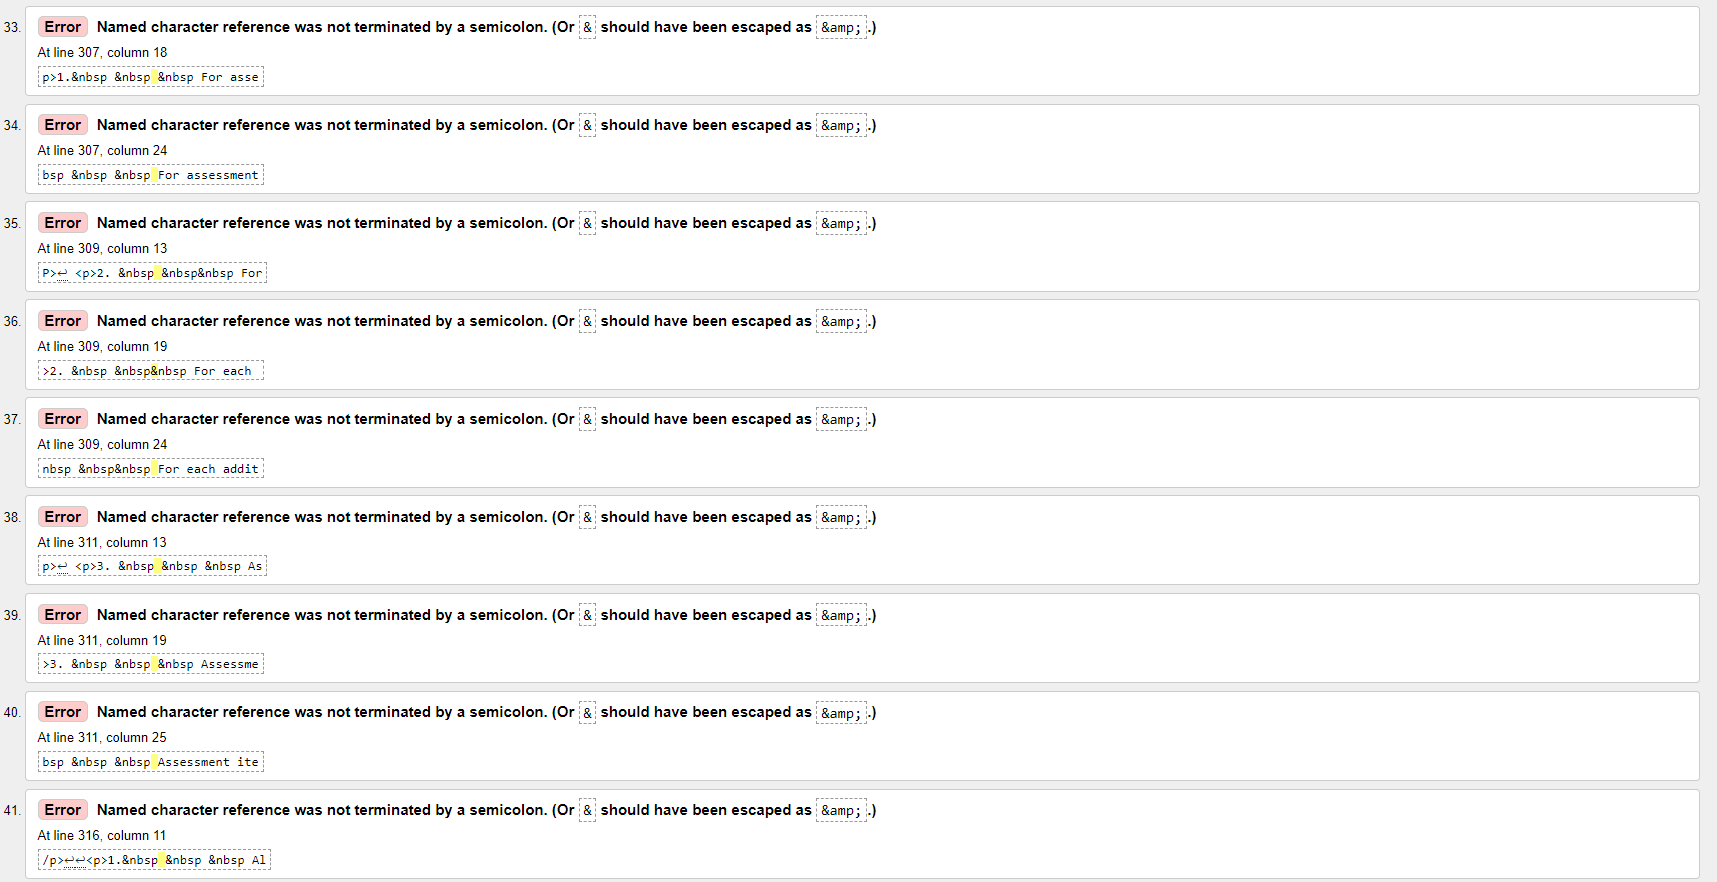 33. Error Named character reference was not terminated by a semicolon. (Or & should have been escaped as &amp;.)
At line 307, column 18
p>1.&nbsp &nbsp &nbsp For asse
34. Error Named character reference was not terminated by a semicolon. (Or & should have been escaped as &amp;.)
At line 307, column 24
bsp &nbsp &nbsp For assessment
35. Error Named character reference was not terminated by a semicolon. (Or & should have been escaped as &amp;.)
At line 309, column 13
P>↩ <p>2. &nbsp &nbsp&nbsp For
36. Error Named character reference was not terminated by a semicolon. (Or & should have been escaped as &amp;.)
At line 309, column 19
>2. &nbsp &nbsp&nbsp For each
37. Error Named character reference was not terminated by a semicolon. (Or & should have been escaped as &amp;.)
At line 309, column 24
nbsp &nbsp&nbsp For each addit
38. Error Named character reference was not terminated by a semicolon. (Or & should have been escaped as &amp;.)
At line 311, column 13
p>↩ <p>3. &nbsp &nbsp &nbsp As
39. Error Named character reference was not terminated by a semicolon. (Or & should have been escaped as &amp;.)
At line 311, column 19
>3. &nbsp &nbsp &nbsp Assessme
40. Error Named character reference was not terminated by a semicolon. (Or & should have been escaped as &amp;.)
At line 311, column 25
bsp &nbsp &nbsp Assessment ite
41. Error Named character reference was not terminated by a semicolon. (Or & should have been escaped as &amp;.)
At line 316, column 11
/p>↩↩<p>1.&nbsp &nbsp &nbsp Al